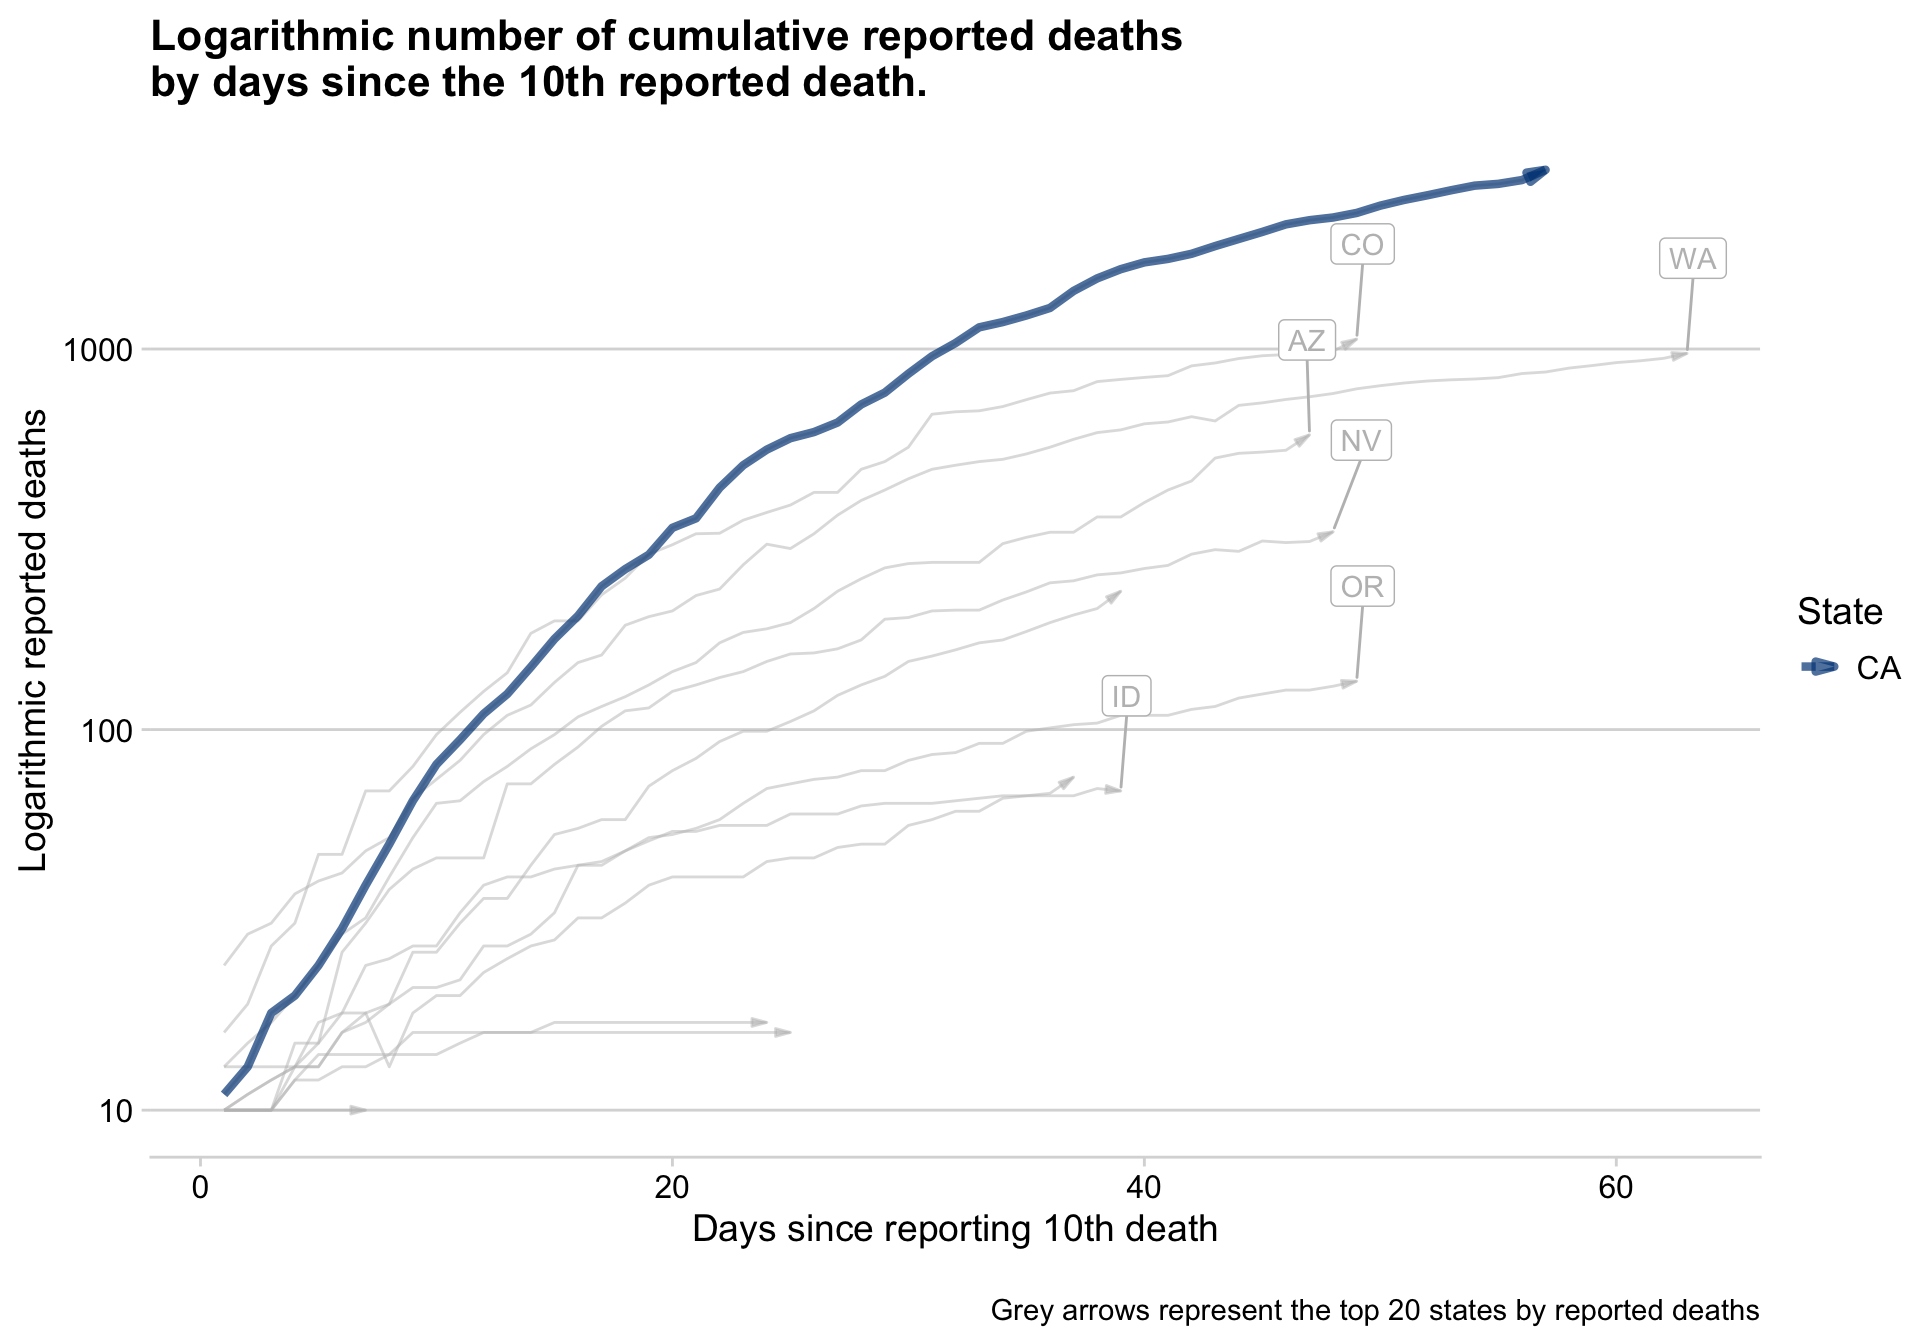 Logarithmic number of cumulative reported deaths
by days since the 10th reported death.
CO
WA
1000
AZ
NV
OR
ID
100
10
Logarithmic reported deaths
State
CA
0 20 40 60
Days since reporting 10th death
Grey arrows represent the top 20 states by reported deaths